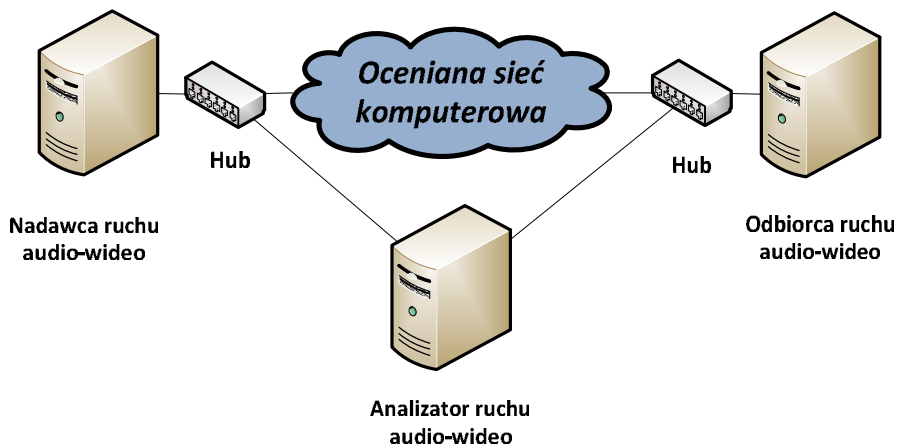 Oceniana sieć
komputerowa
Hub
Hub
Nadawca ruchu
audio-wideo
Odbiorca ruchu
audio-wideo
Analizator ruchu
audio-wideo